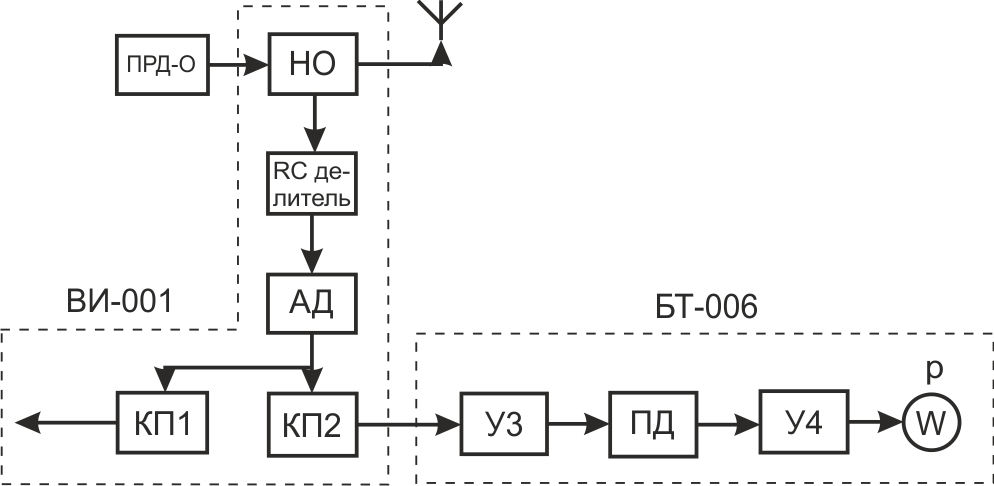 ПРД-О
НО
RC де-
литель
АД
ВИ-001
БТ-006
КП1
КП2
У3
ПД
У4
р
W